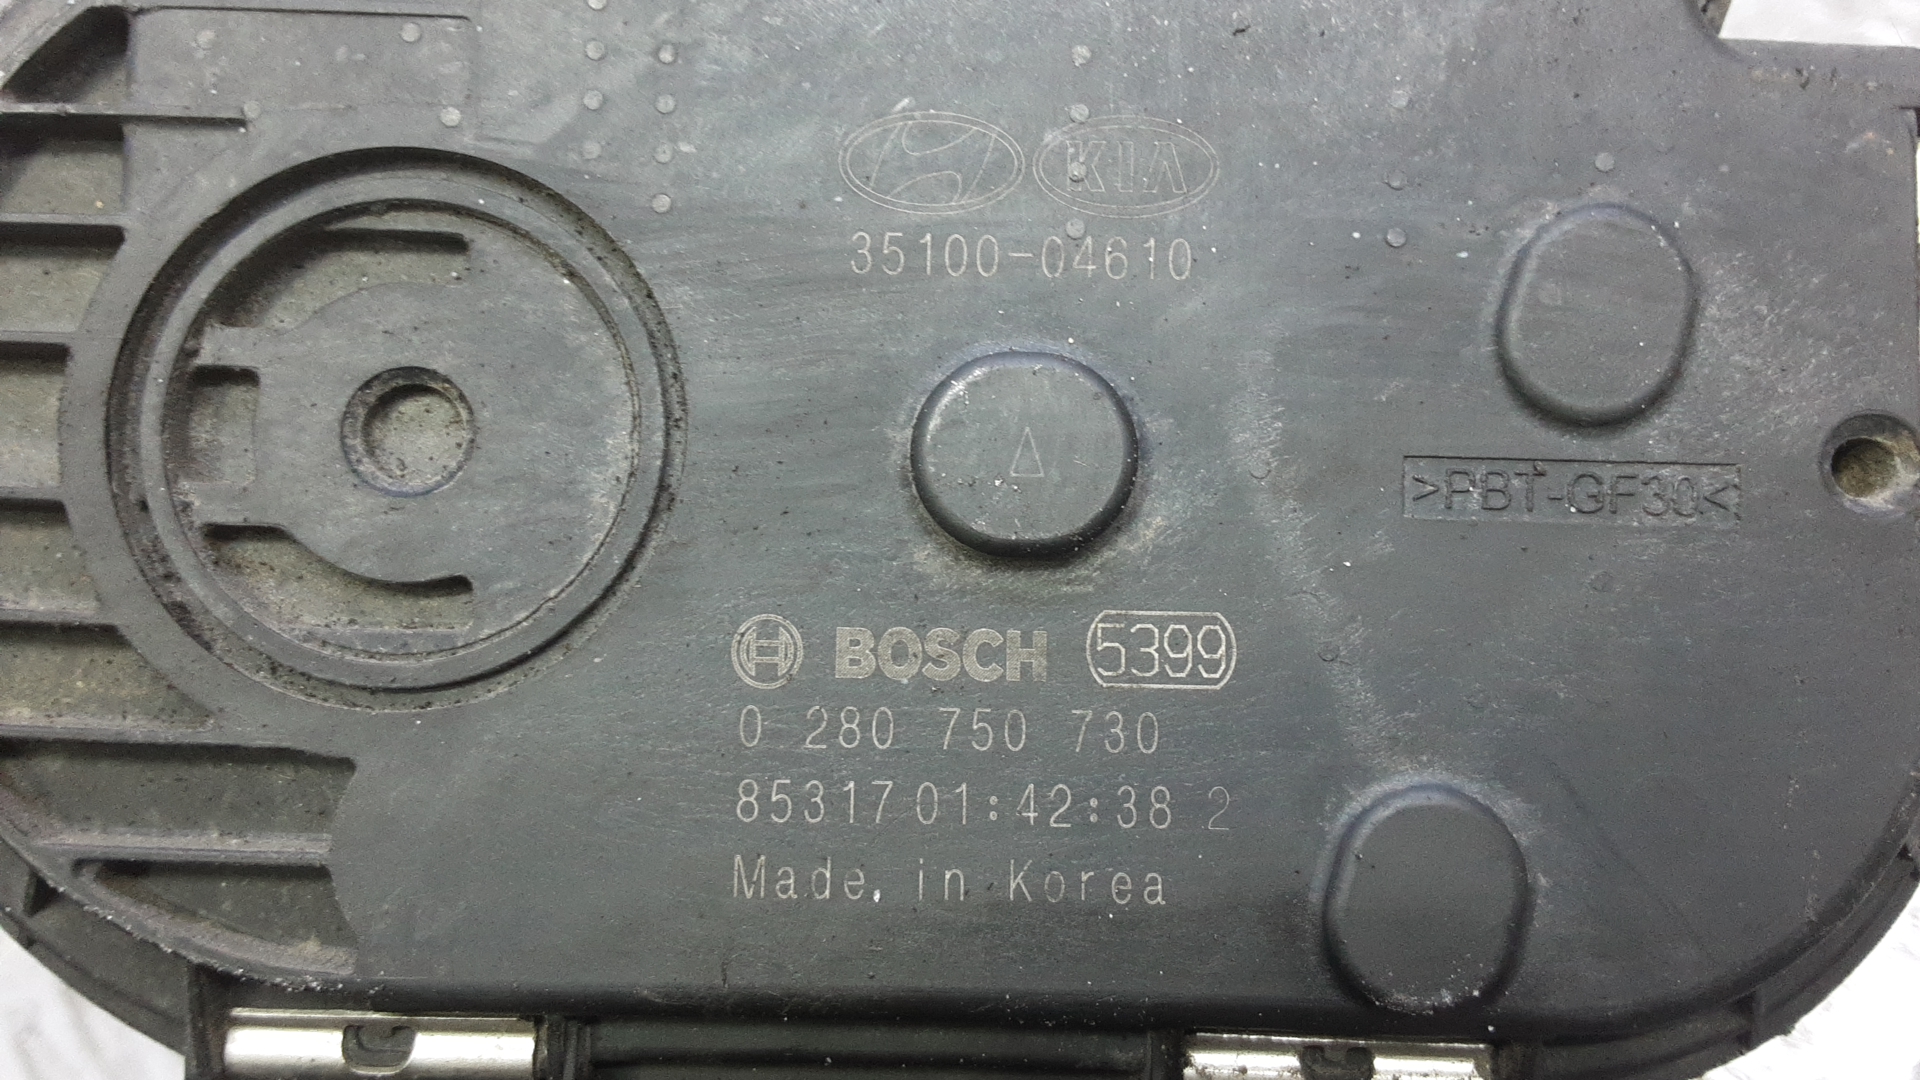 KIA
35100-04610
>PBT-GF30<
BOSCH 5399
0 280 750 730
85317 01:42:38 2
Made in Korea